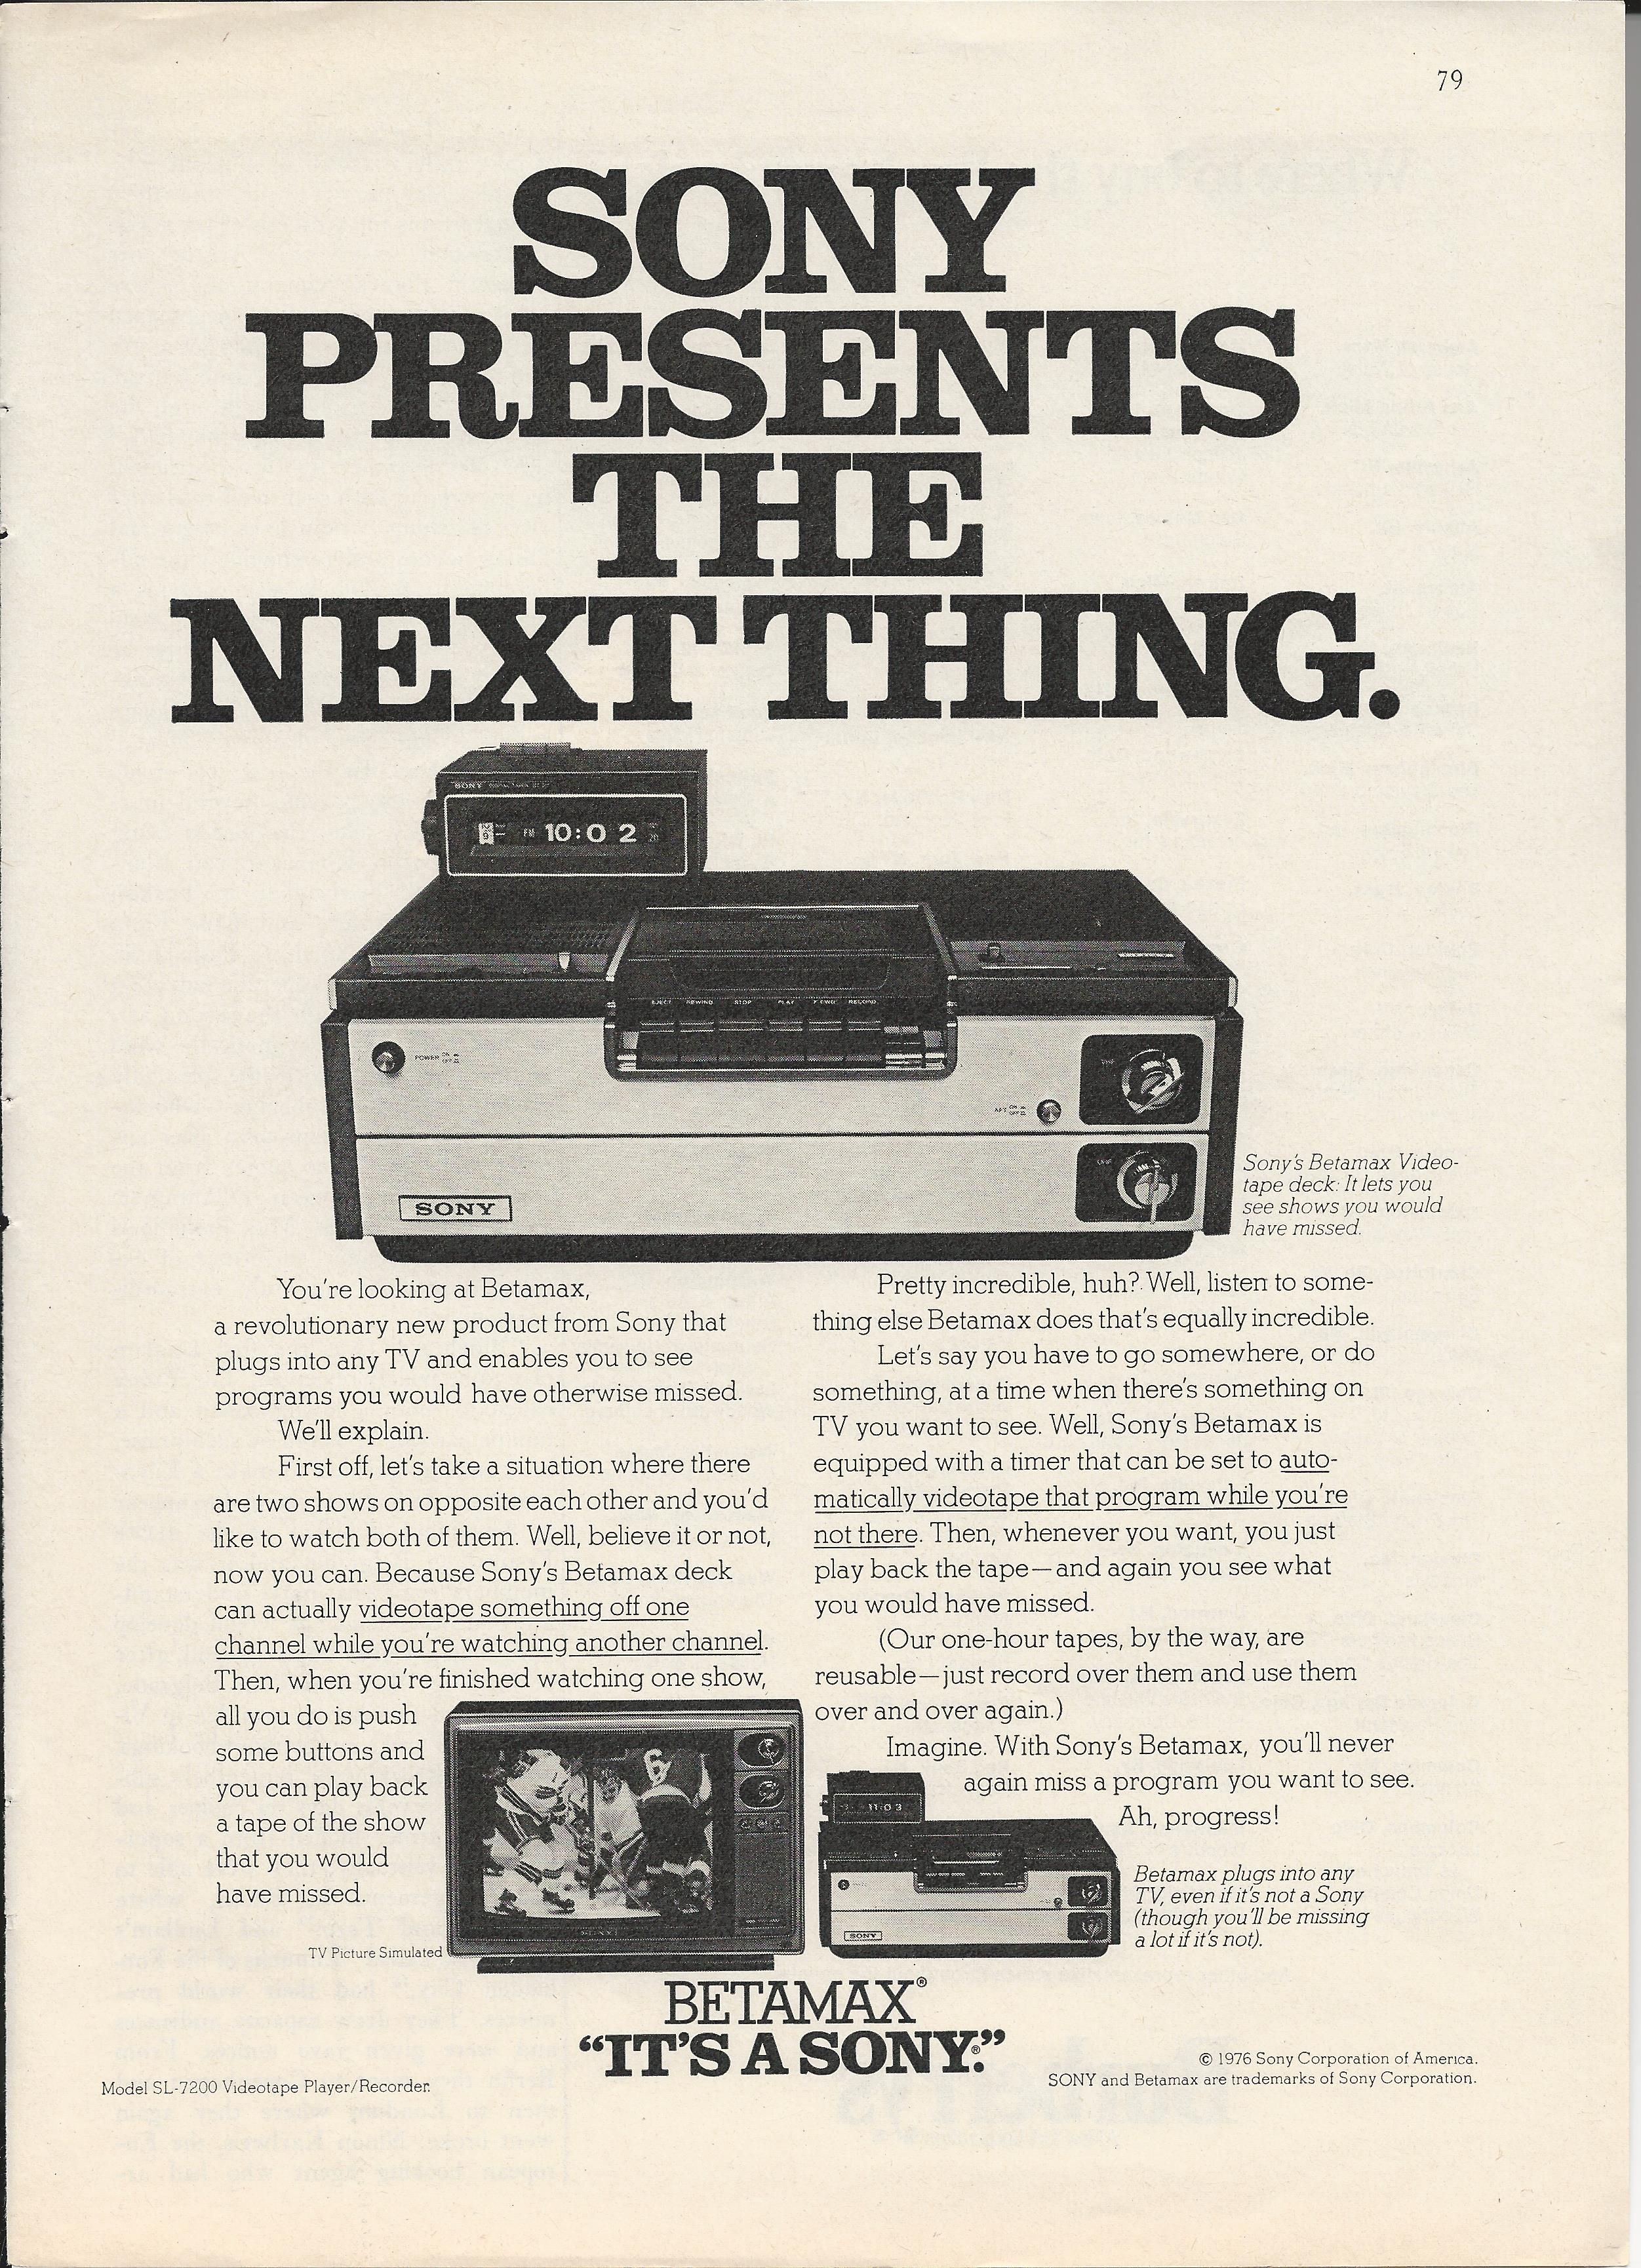 79
SONY
PRESENTS
THE
NEXT THING.
SONY
10:02
EJECT REWIND STOP PLAY F.FWD RECORD
POWER ON
OFF
AFT ON
OFF
VHF
UHF
SONY
Sony's Betamax Video-
tape deck: It lets you
see shows you would
have missed.
You're looking at Betamax,
a revolutionary new product from Sony that
plugs into any TV and enables you to see
programs you would have otherwise missed.
We'll explain.
First off, let's take a situation where there
are two shows on opposite each other and you'd
like to watch both of them. Well, believe it or not,
now you can. Because Sony's Betamax deck
can actually videotape something off one
channel while you're watching another channel.
Then, when you're finished watching one show,
all you do is push
some buttons and
you can play back
a tape of the show
that you would
have missed.
TV Picture Simulated
6
SONY
Pretty incredible, huh? Well, listen to some-
thing else Betamax does that's equally incredible.
Let's say you have to go somewhere, or do
something, at a time when there's something on
TV you want to see. Well, Sony's Betamax is
equipped with a timer that can be set to auto-
matically videotape that program while you're
not there. Then, whenever you want, you just
play back the tape—and again you see what
you would have missed.
(Our one-hour tapes, by the way, are
reusable—just record over them and use them
over and over again.)
Imagine. With Sony's Betamax, you'll never
again miss a program you want to see.
Ah, progress!
11:03
SONY
Betamax plugs into any
TV, even if it's not a Sony
(though you'll be missing
a lot if it's not).
BETAMAX®
“IT'S A SONY.®”
Model SL-7200 Videotape Player/Recorder.
© 1976 Sony Corporation of America.
SONY and Betamax are trademarks of Sony Corporation.